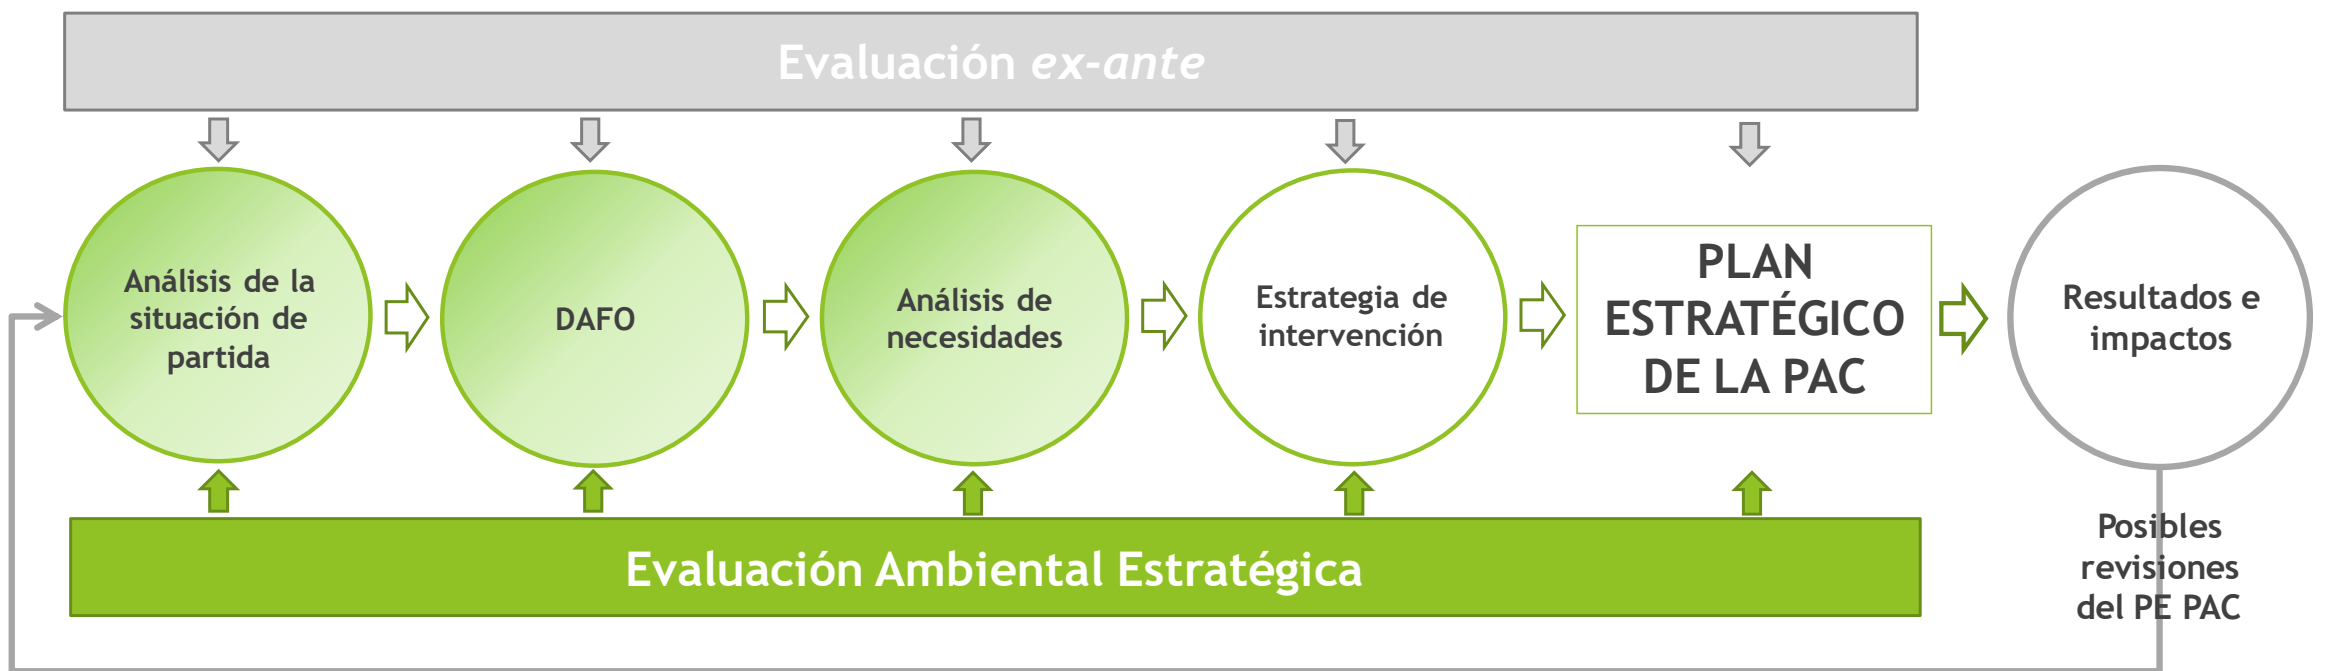 Evaluación ex-ante
Análisis de la
situación de
partida
DAFO
Análisis de
necesidades
Estrategia de
intervención
PLAN
ESTRATÉGICO
DE LA PAC
Resultados e
impactos
Evaluación Ambiental Estratégica
Posibles
revisiones
del PE PAC